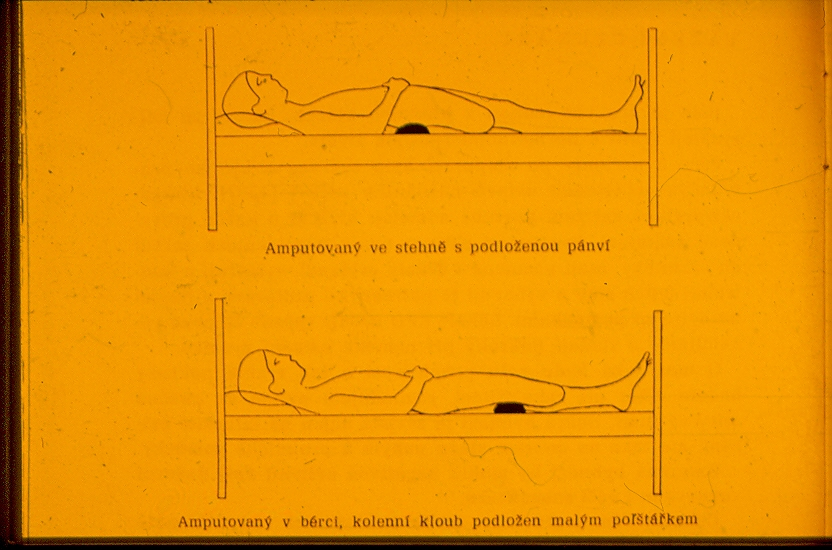 Amputovaný ve stehně s podloženou pánví
Amputovaný v bérci, kolenní kloub podložen malým polštářkem